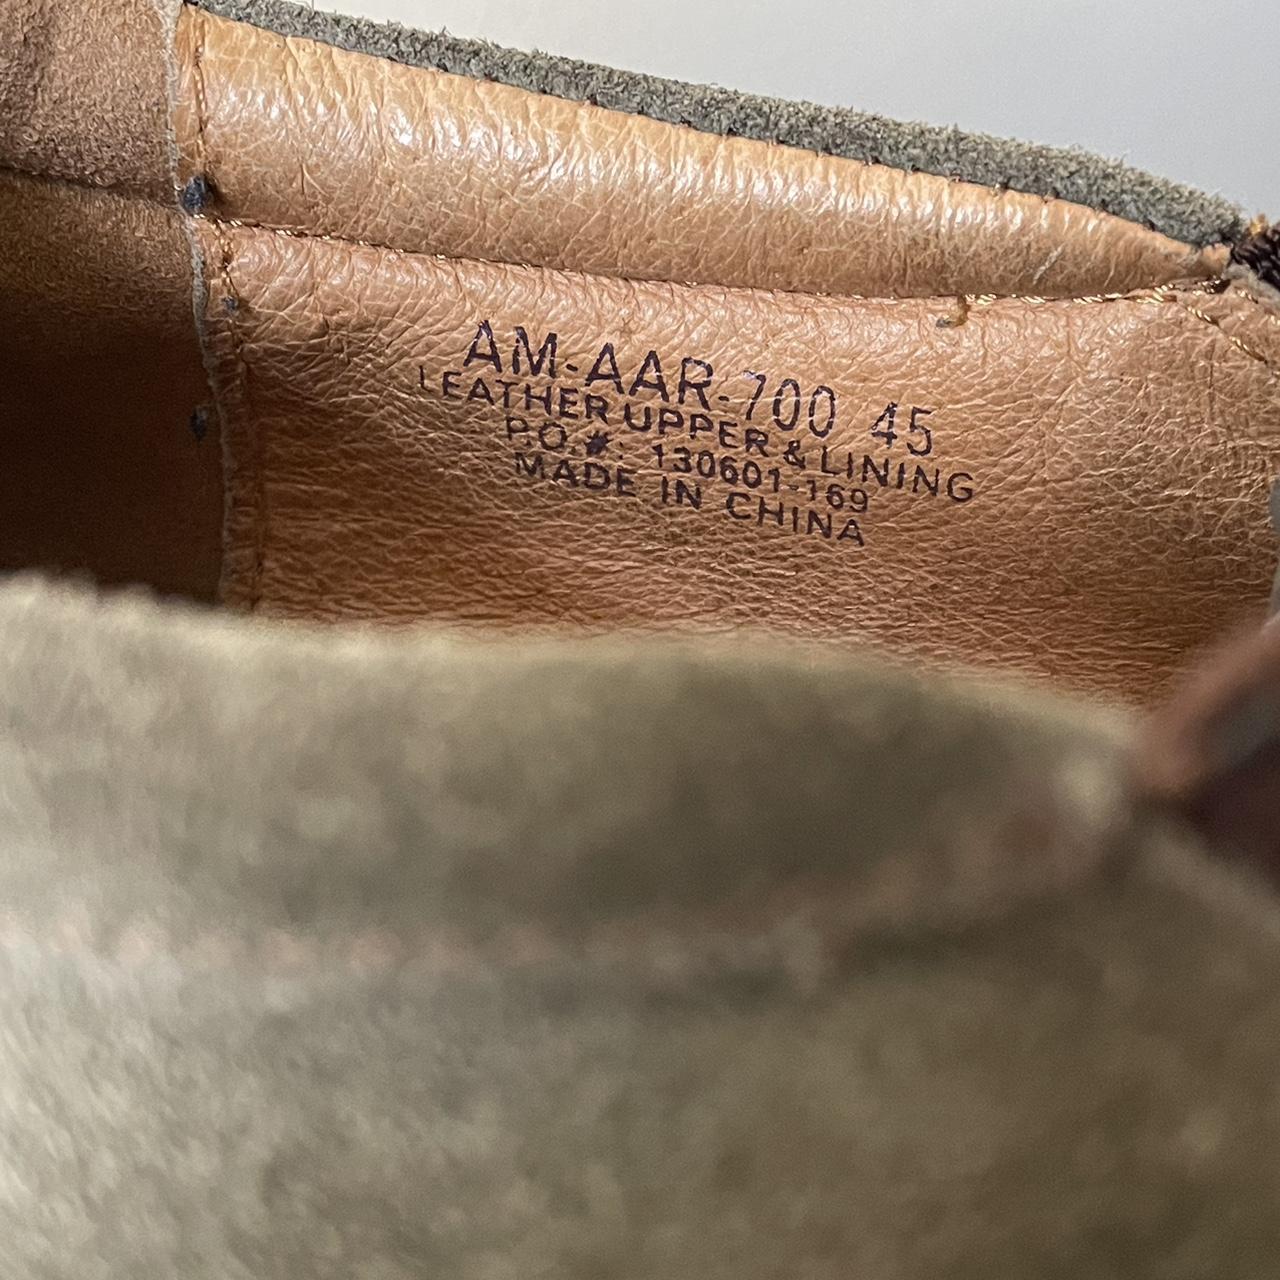 AM-AAR-700 45
LEATHER UPPER & LINING
P.O.#: 130601-169
MADE IN CHINA